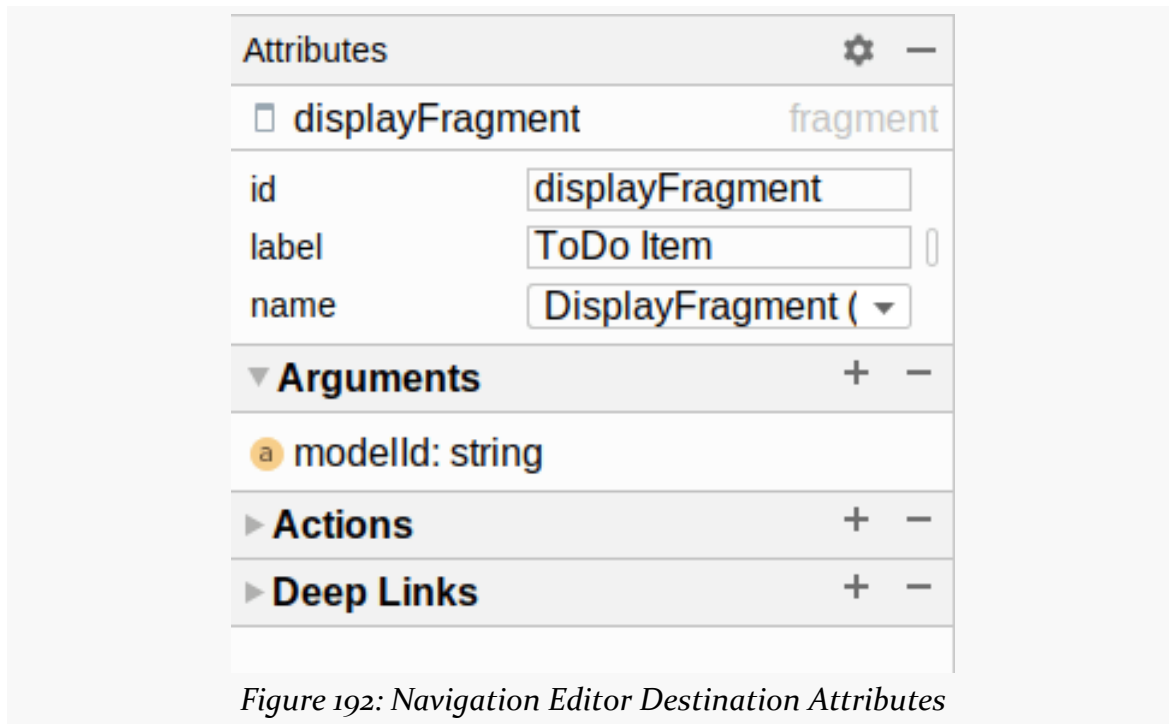 Attributes
displayFragment fragment
id displayFragment
label ToDo Item
name DisplayFragment (
Arguments
a modelId: string
Actions
Deep Links
Figure 192: Navigation Editor Destination Attributes